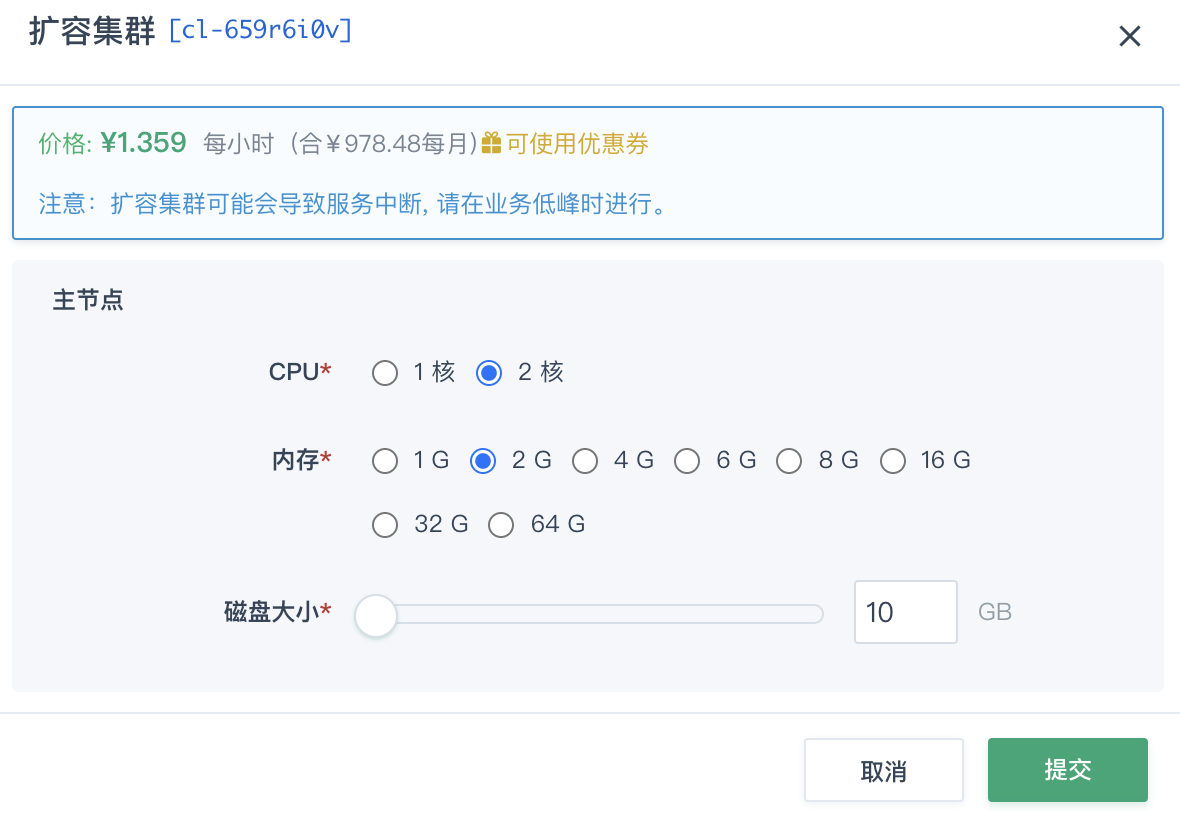 扩容集群 [cl-659r6i0v]
价格: ¥1.359 每小时（合￥978.48每月)可使用优惠券
注意：扩容集群可能会导致服务中断, 请在业务低峰时进行。
主节点
CPU* 1 核 2 核
内存* 1 G 2 G 4 G 6 G 8 G 16 G
32 G 64 G
磁盘大小* 10 GB
取消 提交